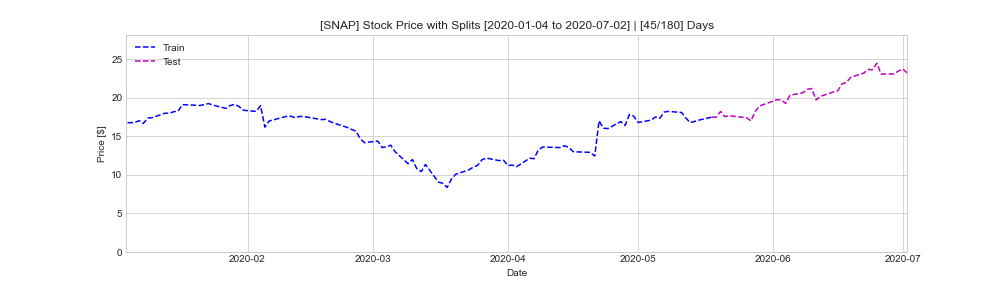 [SNAP] Stock Price with Splits [2020-01-04 to 2020-07-02] | [45/180] Days
Train
Test
25
20
15
10
5
0
Price [$]
2020-02 2020-03 2020-04 2020-05 2020-06 2020-07
Date